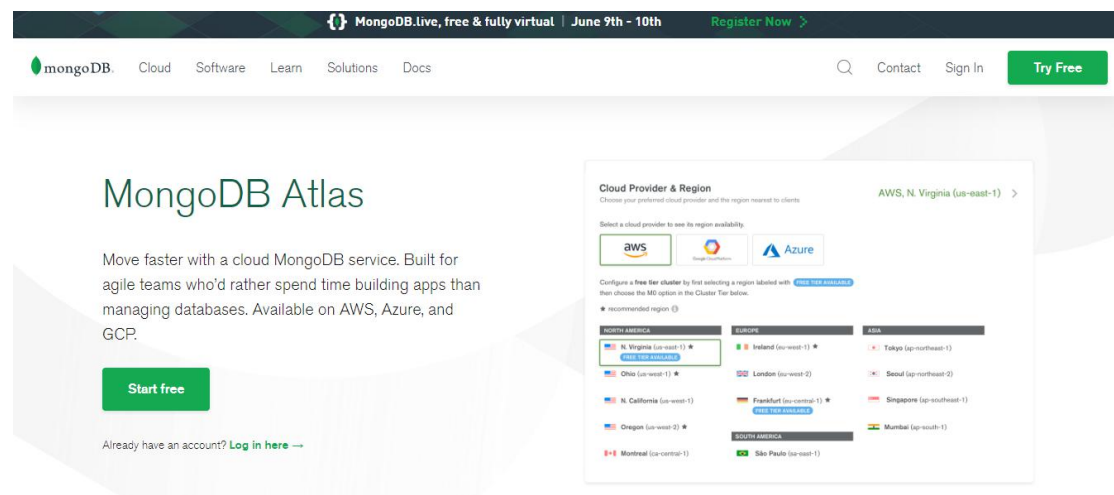 MongoDB.live, free & fully virtual | June 9th - 10th Register Now
mongoDB. Cloud Software Learn Solutions Docs Contact Sign In Try Free
MongoDB Atlas
Move faster with a cloud MongoDB service. Built for
agile teams who'd rather spend time building apps than
managing databases. Available on AWS, Azure, and
GCP.
Start free
Already have an account? Log in here →
Cloud Provider & Region
AWS, N. Virginia (us-east-1)
Choose your preferred cloud provider and the region nearest to clients
Select a cloud provider to see its region availability.
aws
Google Cloud Platform
Azure
Configure a free tier cluster by first selecting a region labeled with FREE TIER AVAILABLE
then choose the M0 option in the Cluster Tier below.
★ recommended region
NORTH AMERICA
N. Virginia (us-east-1) ★
FREE TIER AVAILABLE
Ohio (us-west-1) ★
N. California (us-west-1)
Oregon (us-west-2) ★
Montreal (ca-central-1)
EUROPE
Ireland (eu-west-1) ★
London (eu-west-2)
Frankfurt (eu-central-1) ★
FREE TIER AVAILABLE
SOUTH AMERICA
São Paulo (sa-east-1)
ASIA
Tokyo (ap-northeast-1)
Seoul (ap-northeast-2)
Singapore (ap-southeast-1)
Mumbai (ap-south-1)